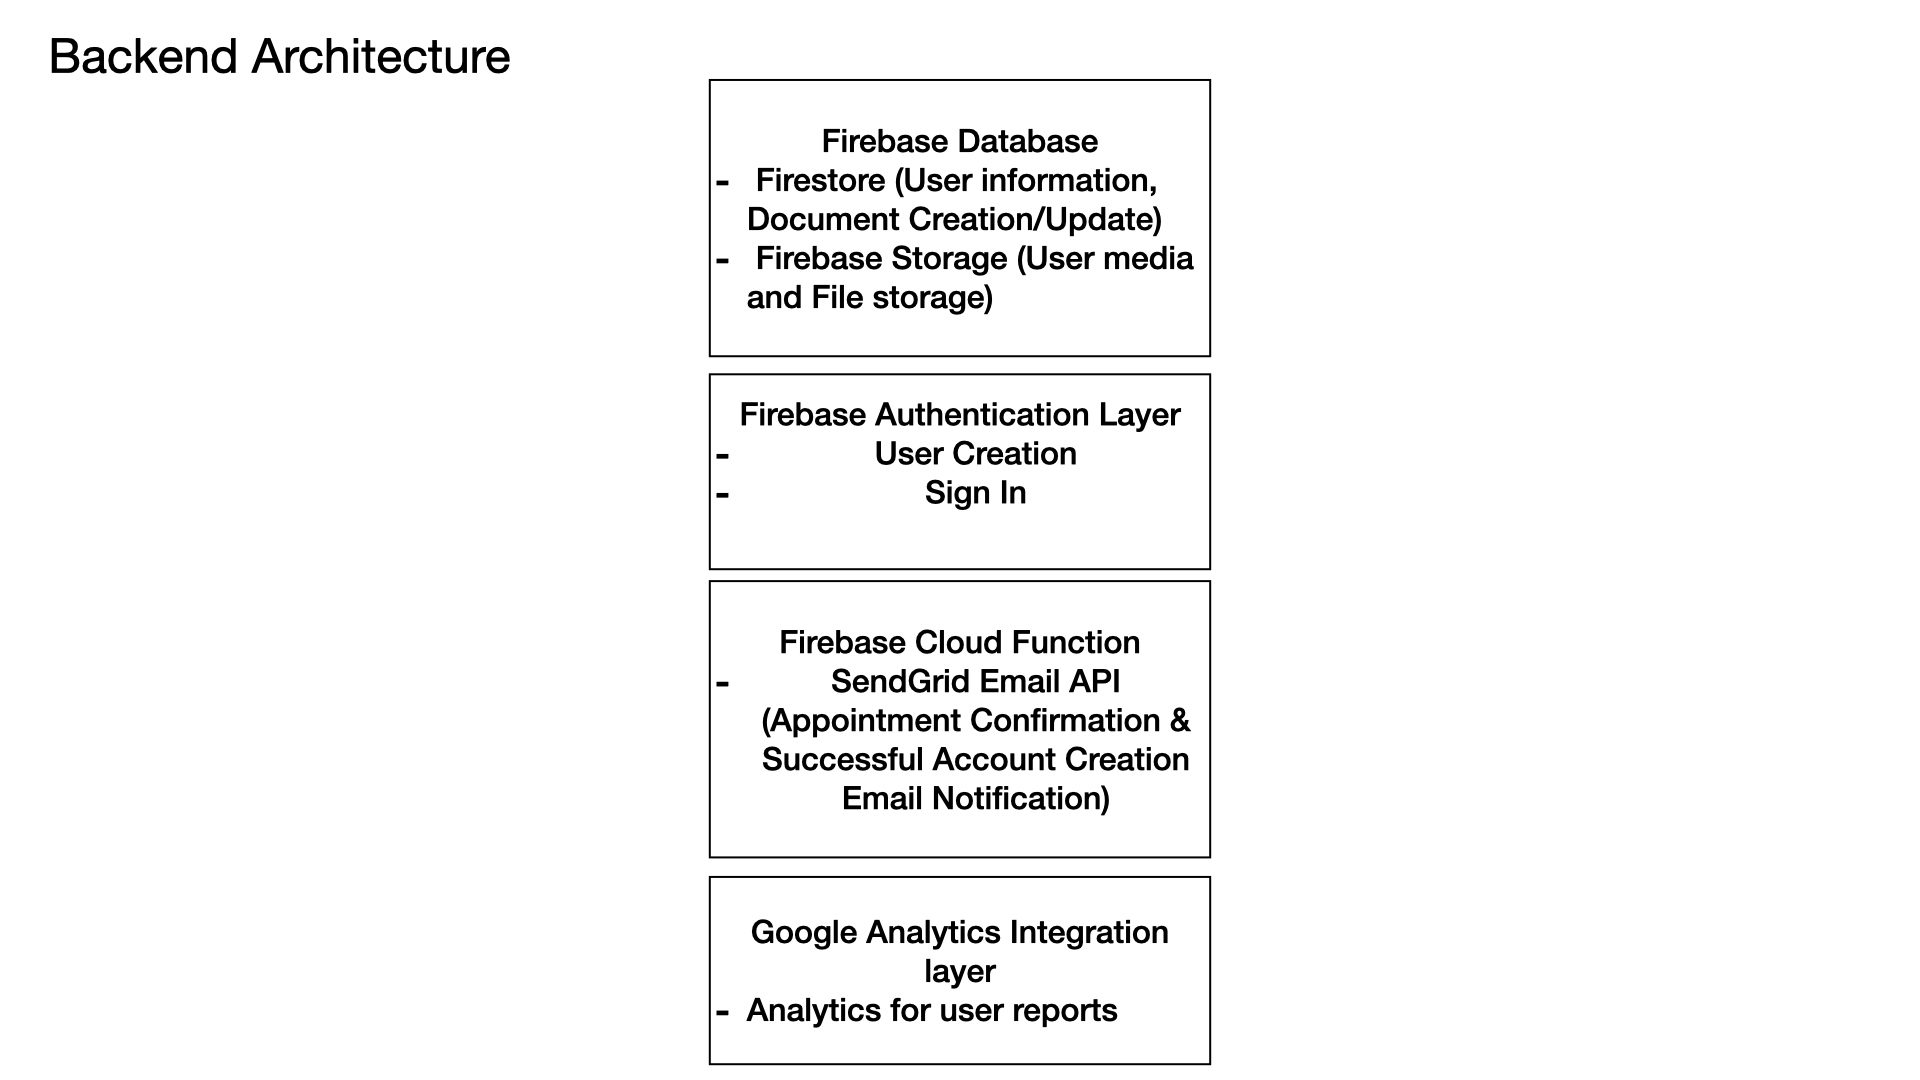 Backend Architecture
Firebase Database
- Firestore (User information,
Document Creation/Update)
- Firebase Storage (User media
and File storage)
Firebase Authentication Layer
- User Creation
- Sign In
Firebase Cloud Function
- SendGrid Email API
(Appointment Confirmation &
Successful Account Creation
Email Notification)
Google Analytics Integration
layer
- Analytics for user reports